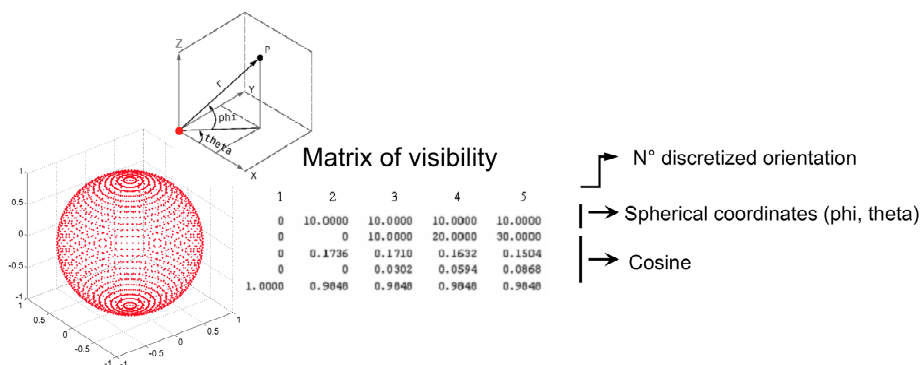 Z
P
r
Y
phi
theta
X
Matrix of visibility
N° discretized orientation
Spherical coordinates (phi, theta)
Cosine
1 2 3 4 5
0 10.0000 10.0000 10.0000 10.0000
0 0 10.0000 20.0000 30.0000
0 0.1736 0.1710 0.1632 0.1504
0 0 0.0302 0.0594 0.0868
1.0000 0.9848 0.9848 0.9848 0.9848
1
0.5
0
-0.5
-1
1
0.5
0
-0.5
-1
-1
-0.5
0
0.5
1